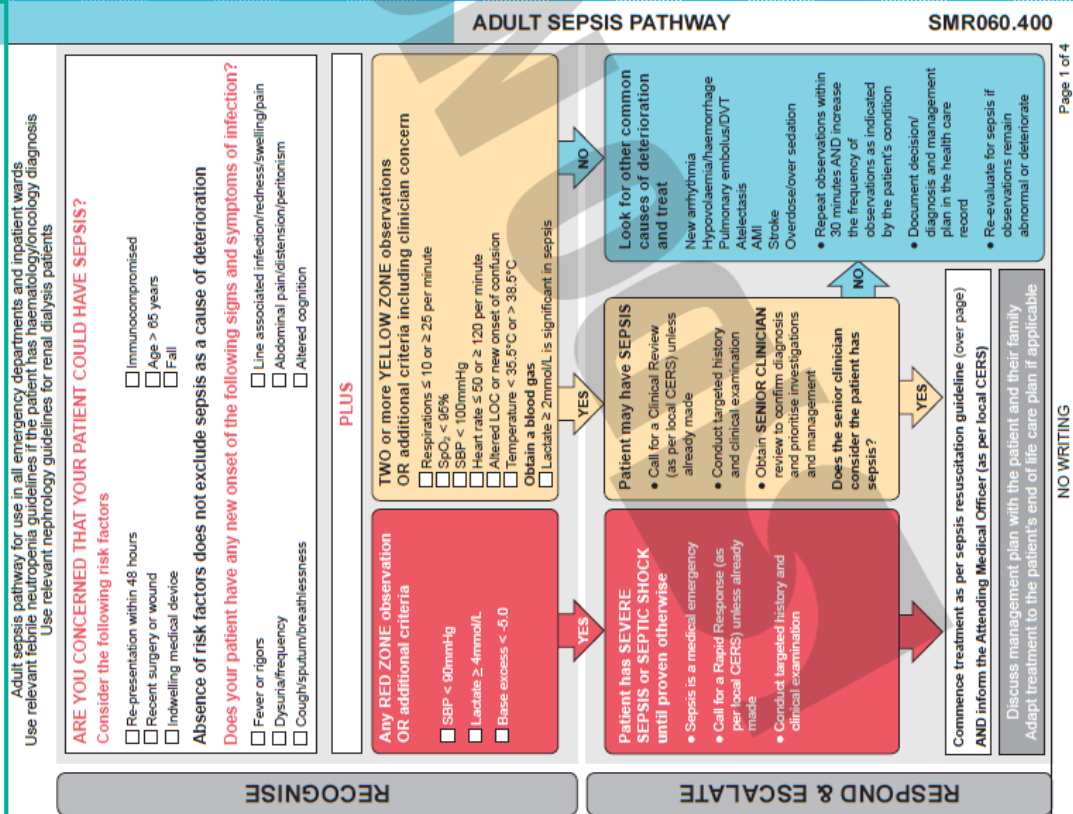 ADULT SEPSIS PATHWAY
SMR060.400
Adult sepsis pathway for use in all emergency departments and inpatient wards
Use relevant febrile neutropenia guidelines if the patient has haematology/oncology diagnosis
Use relevant nephrology guidelines for renal dialysis patients
RECOGNISE
ARE YOU CONCERNED THAT YOUR PATIENT COULD HAVE SEPSIS?
Consider the following risk factors
Re-presentation within 48 hours
Recent surgery or wound
Indwelling medical device
Immunocompromised
Age > 65 years
Fall
Absence of risk factors does not exclude sepsis as a cause of deterioration
Does your patient have any new onset of the following signs and symptoms of infection?
Fever or rigors
Dysuria/frequency
Cough/sputum/breathlessness
Line associated infection/redness/swelling/pain
Abdominal pain/distension/peritonism
Altered cognition
PLUS
Any RED ZONE observation
OR additional criteria
SBP < 90mmHg
Lactate ≥ 4mmol/L
Base excess < -5.0
TWO or more YELLOW ZONE observations
OR additional criteria including clinician concern
Respirations ≤ 10 or ≥ 25 per minute
SpO₂ < 95%
SBP < 100mmHg
Heart rate ≤ 50 or ≥ 120 per minute
Altered LOC or new onset of confusion
Temperature < 35.5°C or > 38.5°C
Obtain a blood gas
Lactate ≥ 2mmol/L is significant in sepsis
YES
YES
NO
RESPOND & ESCALATE
Patient has SEVERE
SEPSIS or SEPTIC SHOCK
until proven otherwise
● Sepsis is a medical emergency
● Call for a Rapid Response (as
per local CERS) unless already
made
● Conduct targeted history and
clinical examination
Patient may have SEPSIS
● Call for a Clinical Review
(as per local CERS) unless
already made
● Conduct targeted history
and clinical examination
● Obtain SENIOR CLINICIAN
review to confirm diagnosis
and prioritise investigations
and management
Does the senior clinician
consider the patient has
sepsis?
YES
NO
Look for other common
causes of deterioration
and treat
New arrhythmia
Hypovolaemia/haemorrhage
Pulmonary embolus/DVT
Atelectasis
AMI
Stroke
Overdose/over sedation
● Repeat observations within
30 minutes AND increase
the frequency of
observations as indicated
by the patient's condition
● Document decision/
diagnosis and management
plan in the health care
record
● Re-evaluate for sepsis if
observations remain
abnormal or deteriorate
Commence treatment as per sepsis resuscitation guideline (over page)
AND inform the Attending Medical Officer (as per local CERS)
Discuss management plan with the patient and their family
Adapt treatment to the patient's end of life care plan if applicable
NO WRITING
Page 1 of 4